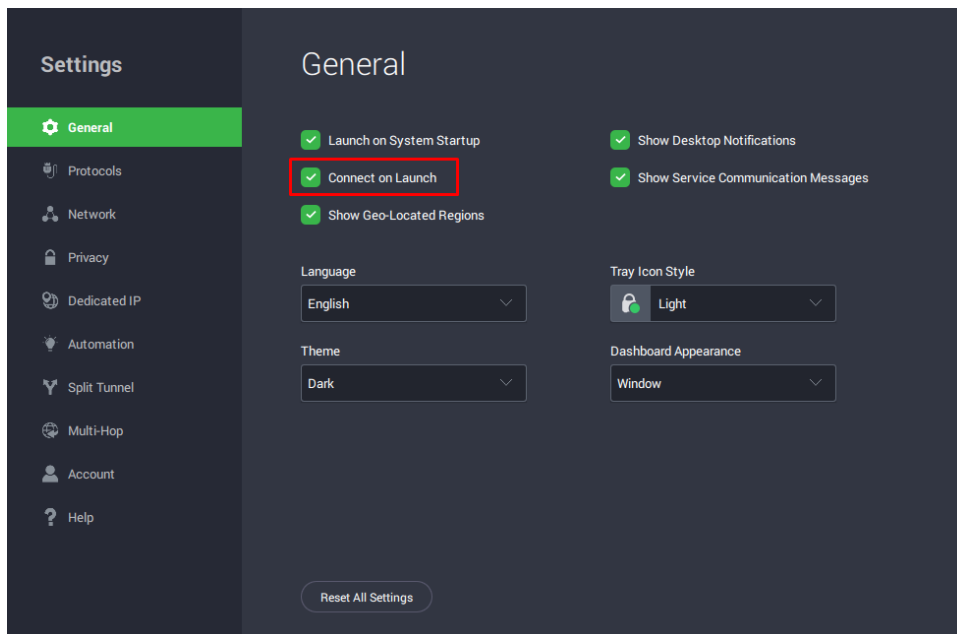 Settings
General
Protocols
Network
Privacy
Dedicated IP
Automation
Split Tunnel
Multi-Hop
Account
Help
General
Launch on System Startup
Show Desktop Notifications
Connect on Launch
Show Service Communication Messages
Show Geo-Located Regions
Language
Tray Icon Style
English
Light
Theme
Dashboard Appearance
Dark
Window
Reset All Settings